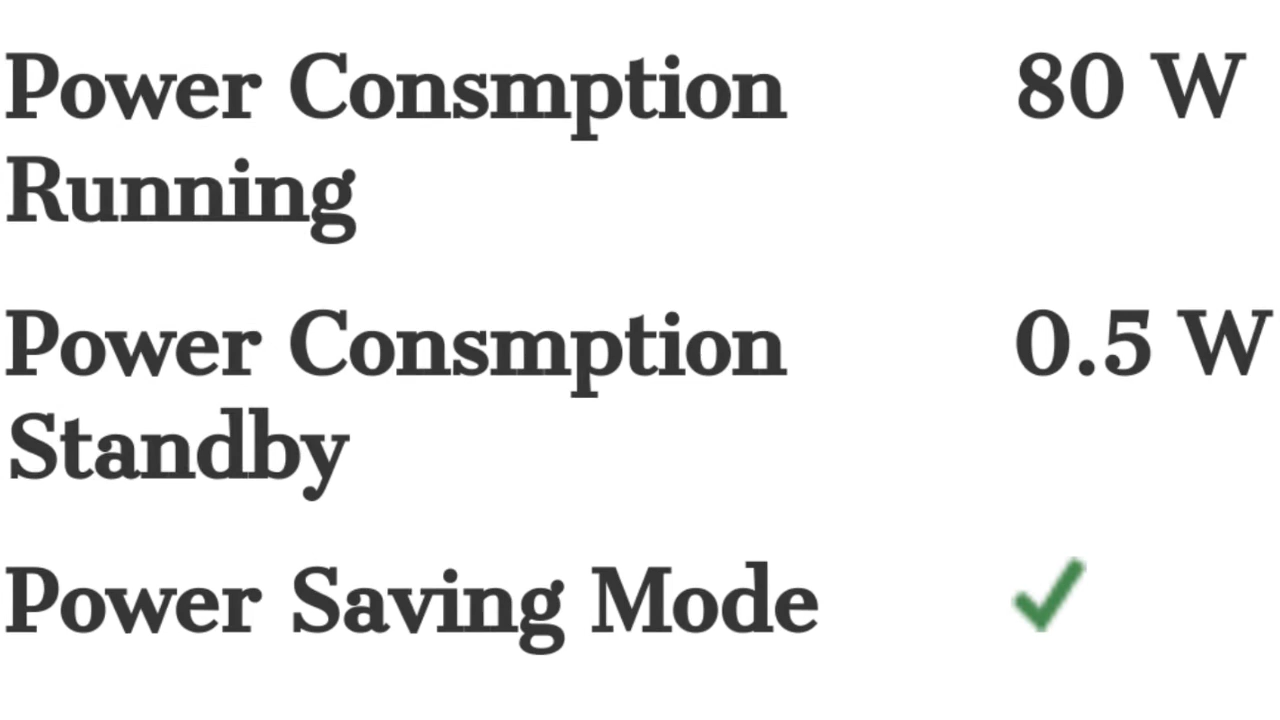 Power Consmption 80 W
Running
Power Consmption 0.5 W
Standby
Power Saving Mode ✓